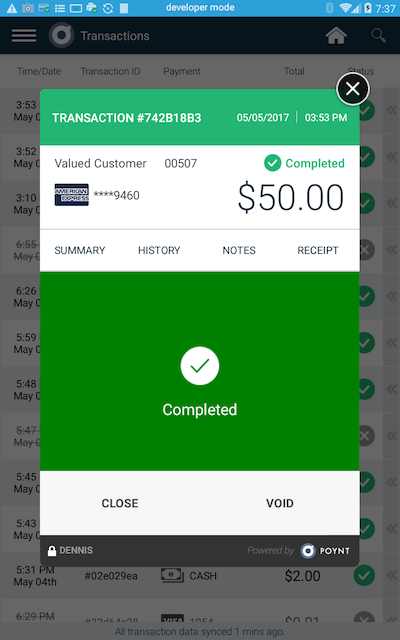 developer mode
7:37
Transactions
Time/Date Transaction ID Payment Total Status
3:53
May 0
3:52
May 0
3:10
May 0
6:55
May 0
6:26
May 0
5:59
May 0
5:48
May 0
5:47
May 0
5:45
May 0
5:43
May 0
TRANSACTION #742B18B3 05/05/2017 | 03:53 PM
Valued Customer 00507 Completed
AMERICAN EXPRESS ****9460 $50.00
SUMMARY HISTORY NOTES RECEIPT
Completed
CLOSE VOID
DENNIS Powered by POYNT
5:31 PM
May 04th #02e029ea CASH $2.00
6:29 PM
VISA 1054 $0.01
All transaction data synced 1 mins ago.